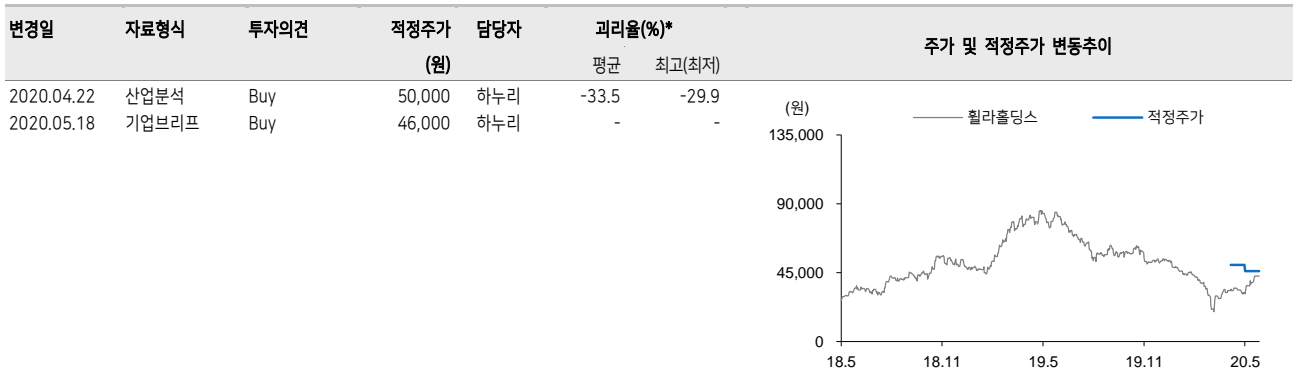 변경일 자료형식 투자의견 적정주가 담당자 괴리율(%)* 주가 및 적정주가 변동추이
(원) 평균 최고(최저)
2020.04.22 산업분석 Buy 50,000 하누리 -33.5 -29.9
2020.05.18 기업브리프 Buy 46,000 하누리 - -
(원) 휠라홀딩스 적정주가
135,000
90,000
45,000
0
18.5 18.11 19.5 19.11 20.5